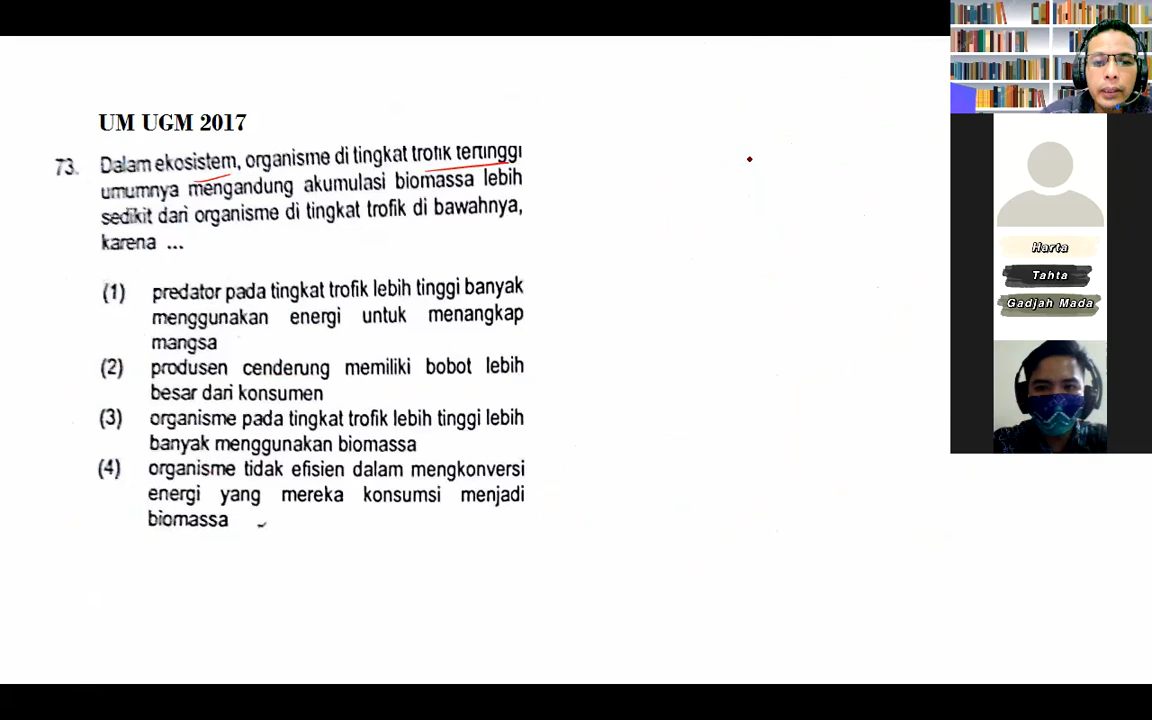 UM UGM 2017
73. Dalam ekosistem, organisme di tingkat trofik tertinggi
umumnya mengandung akumulasi biomassa lebih
sedikit dari organisme di tingkat trofik di bawahnya,
karena ...
(1) predator pada tingkat trofik lebih tinggi banyak
menggunakan energi untuk menangkap
mangsa
(2) produsen cenderung memiliki bobot lebih
besar dari konsumen
(3) organisme pada tingkat trofik lebih tinggi lebih
banyak menggunakan biomassa
(4) organisme tidak efisien dalam mengkonversi
energi yang mereka konsumsi menjadi
biomassa
Harta
Tahta
Gadjah Mada